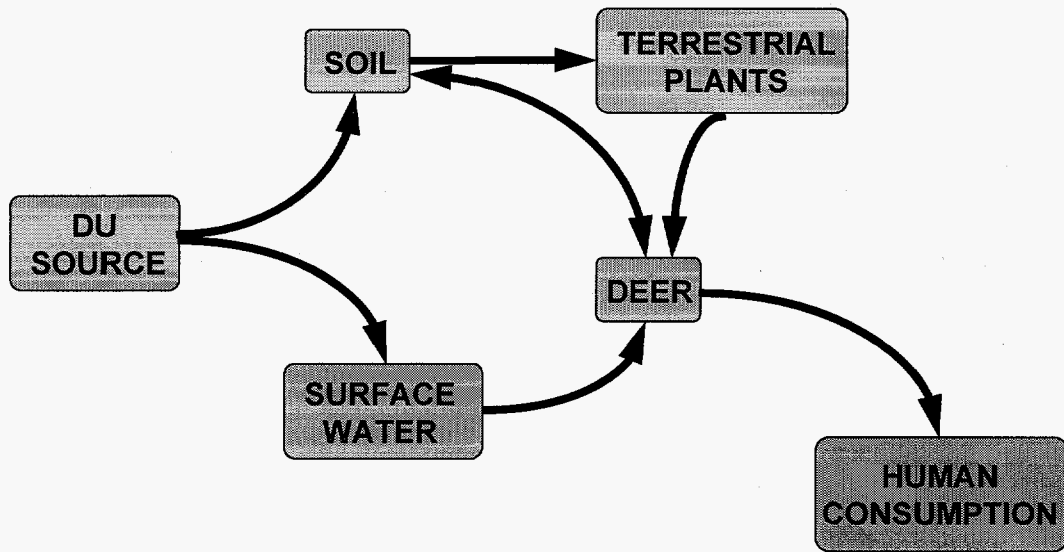 SOIL
TERRESTRIAL
PLANTS
DU
SOURCE
DEER
SURFACE
WATER
HUMAN
CONSUMPTION